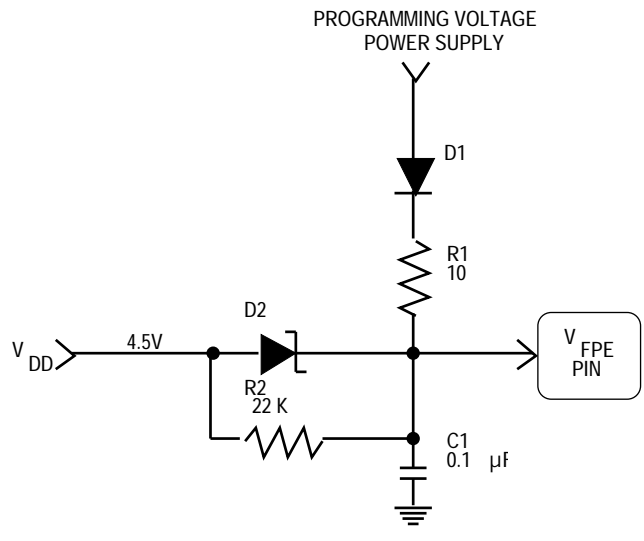 PROGRAMMING VOLTAGE
POWER SUPPLY
D1
R1
10
D2
V DD
4.5V
V FPE
PIN
R2
22 K
C1
0.1 µF